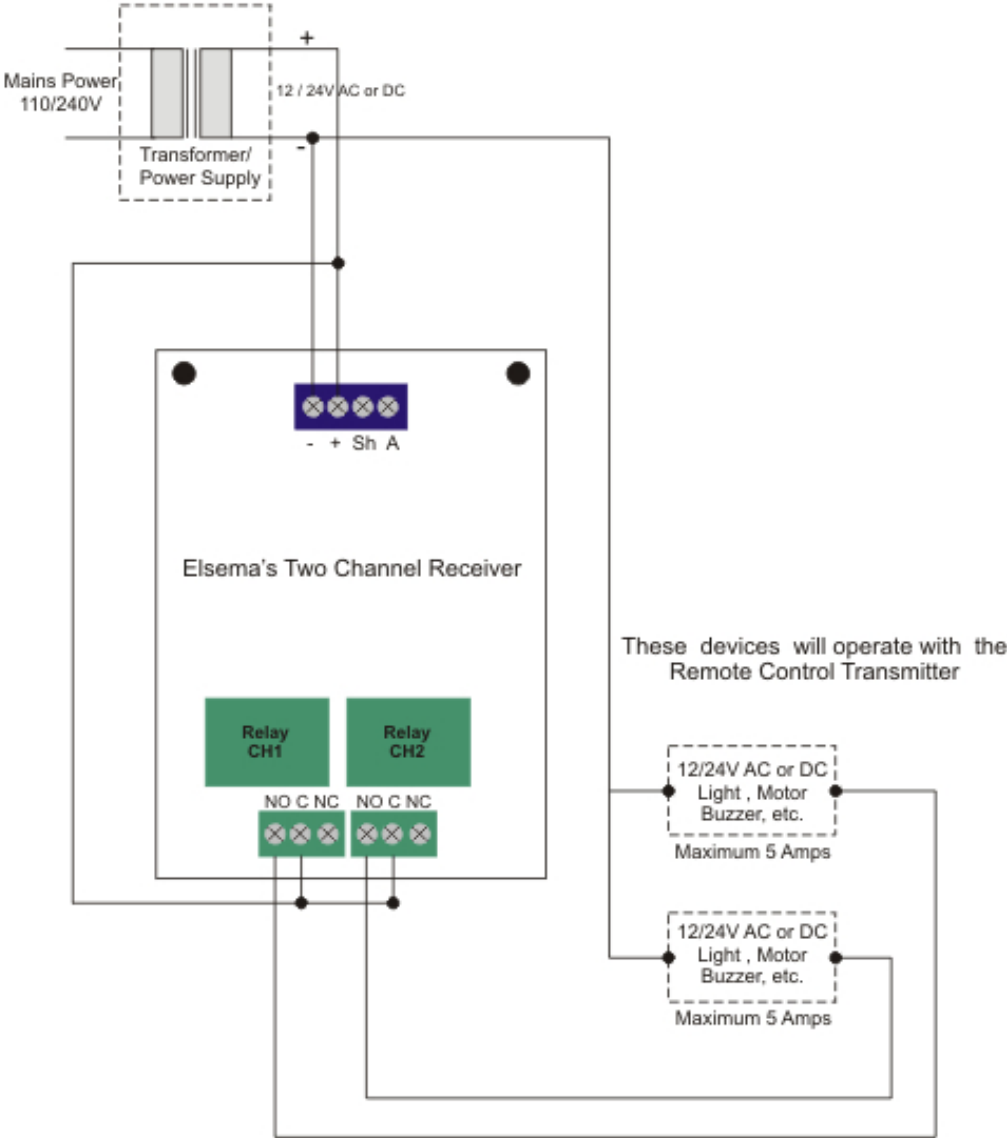 +
Mains Power
110/240V
12 / 24V AC or DC
-
Transformer/
Power Supply
- + Sh A
Elsema's Two Channel Receiver
These devices will operate with the
Remote Control Transmitter
Relay
CH1
Relay
CH2
NO C NC NO C NC
12/24V AC or DC
Light , Motor
Buzzer, etc.
Maximum 5 Amps
12/24V AC or DC
Light , Motor
Buzzer, etc.
Maximum 5 Amps